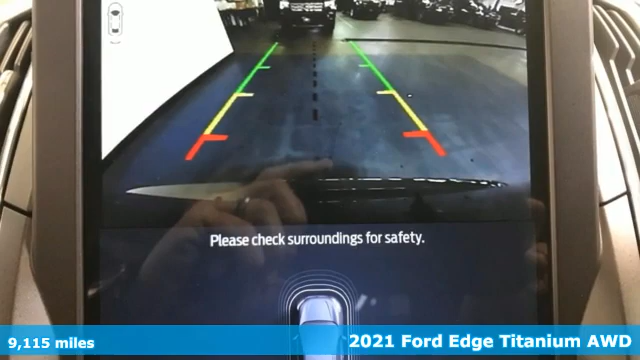 Please check surroundings for safety.
9,115 miles
2021 Ford Edge Titanium AWD